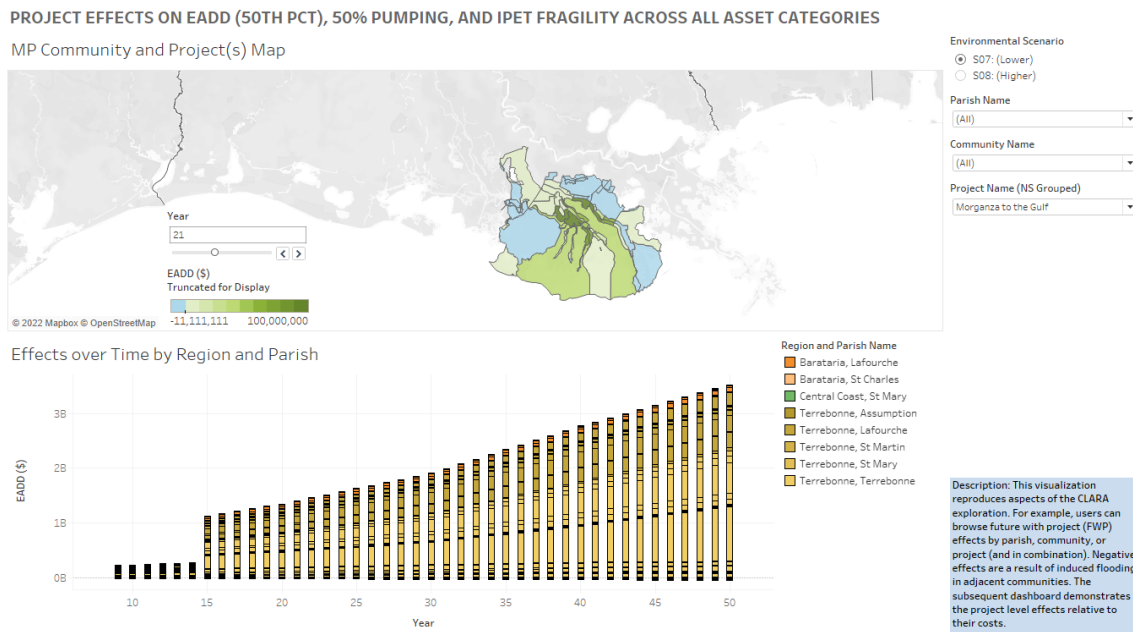 PROJECT EFFECTS ON EADD (50TH PCT), 50% PUMPING, AND IPET FRAGILITY ACROSS ALL ASSET CATEGORIES
MP Community and Project(s) Map
Environmental Scenario
S07: (Lower)
S08: (Higher)
Parish Name
(All)
Community Name
(All)
Project Name (NS Grouped)
Morganza to the Gulf
Year
21
EADD ($)
Truncated for Display
-11,111,111 100,000,000
© 2022 Mapbox © OpenStreetMap
Effects over Time by Region and Parish
EADD ($)
3B
2B
1B
0B
10 15 20 25 30 35 40 45 50
Year
Region and Parish Name
Barataria, Lafourche
Barataria, St Charles
Central Coast, St Mary
Terrebonne, Assumption
Terrebonne, Lafourche
Terrebonne, St Martin
Terrebonne, St Mary
Terrebonne, Terrebonne
Description: This visualization
reproduces aspects of the CLARA
exploration. For example, users can
browse future with project (FWP)
effects by parish, community, or
project (and in combination). Negative
effects are a result of induced flooding
in adjacent communities. The
subsequent dashboard demonstrates
the project level effects relative to
their costs.